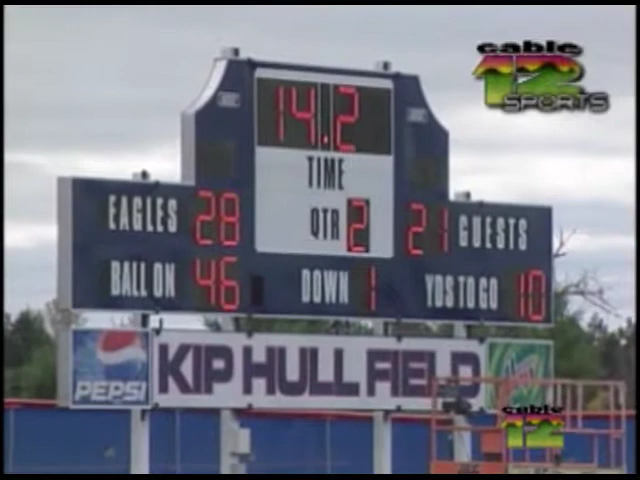 cable
12
SPORTS
14.2
TIME
QTR 2
EAGLES 28 21 GUESTS
BALL ON 46 DOWN 1 YDS TO GO 10
PEPSI KIP HULL FIELD
cable
12